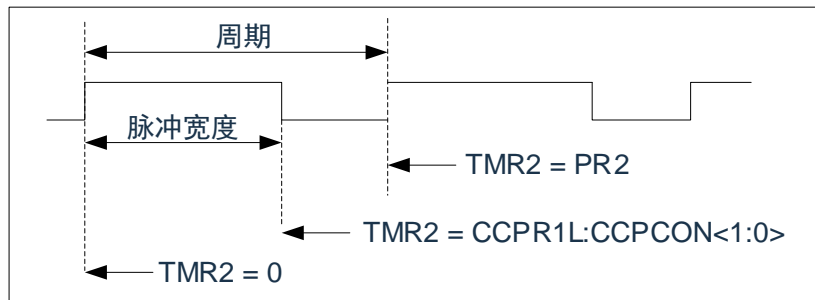 周期
脉冲宽度
TMR2 = PR2
TMR2 = CCPR1L:CCPCON<1:0>
TMR2 = 0